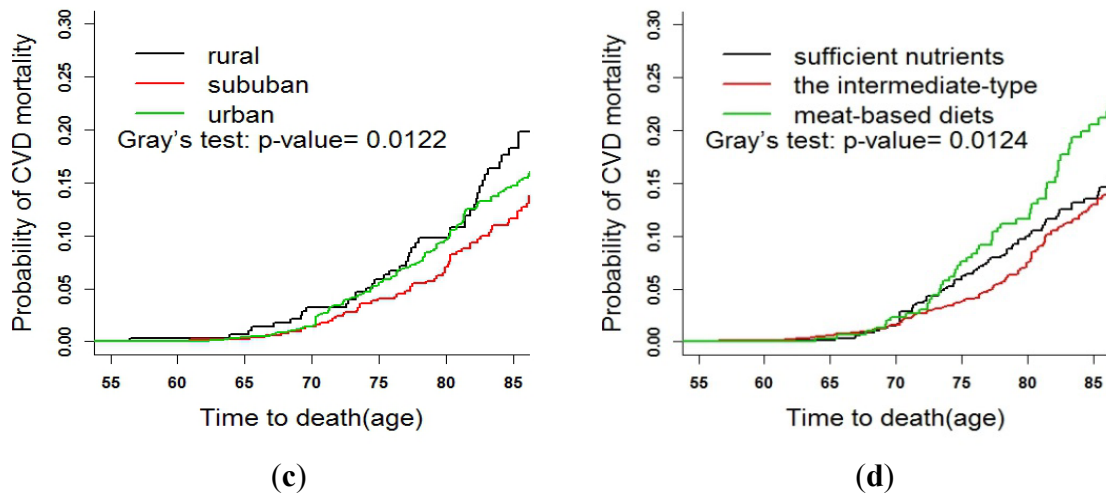 Probability of CVD mortality
0.30
0.25
0.20
0.15
0.10
0.05
0.00
rural
sububan
urban
Gray's test: p-value= 0.0122
55 60 65 70 75 80 85
Time to death(age)
(c)
Probability of CVD mortality
0.30
0.25
0.20
0.15
0.10
0.05
0.00
sufficient nutrients
the intermediate-type
meat-based diets
Gray's test: p-value= 0.0124
55 60 65 70 75 80 85
Time to death(age)
(d)